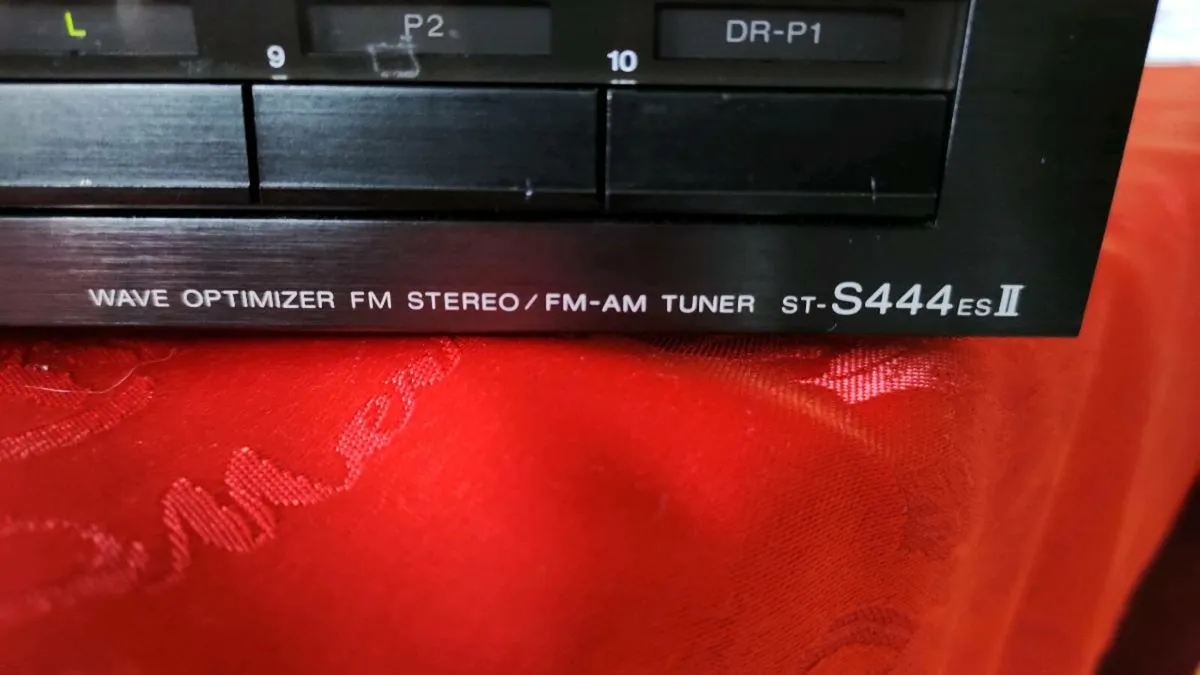 L P2 DR-P1
9 10
WAVE OPTIMIZER FM STEREO/FM-AM TUNER ST-S444ESII